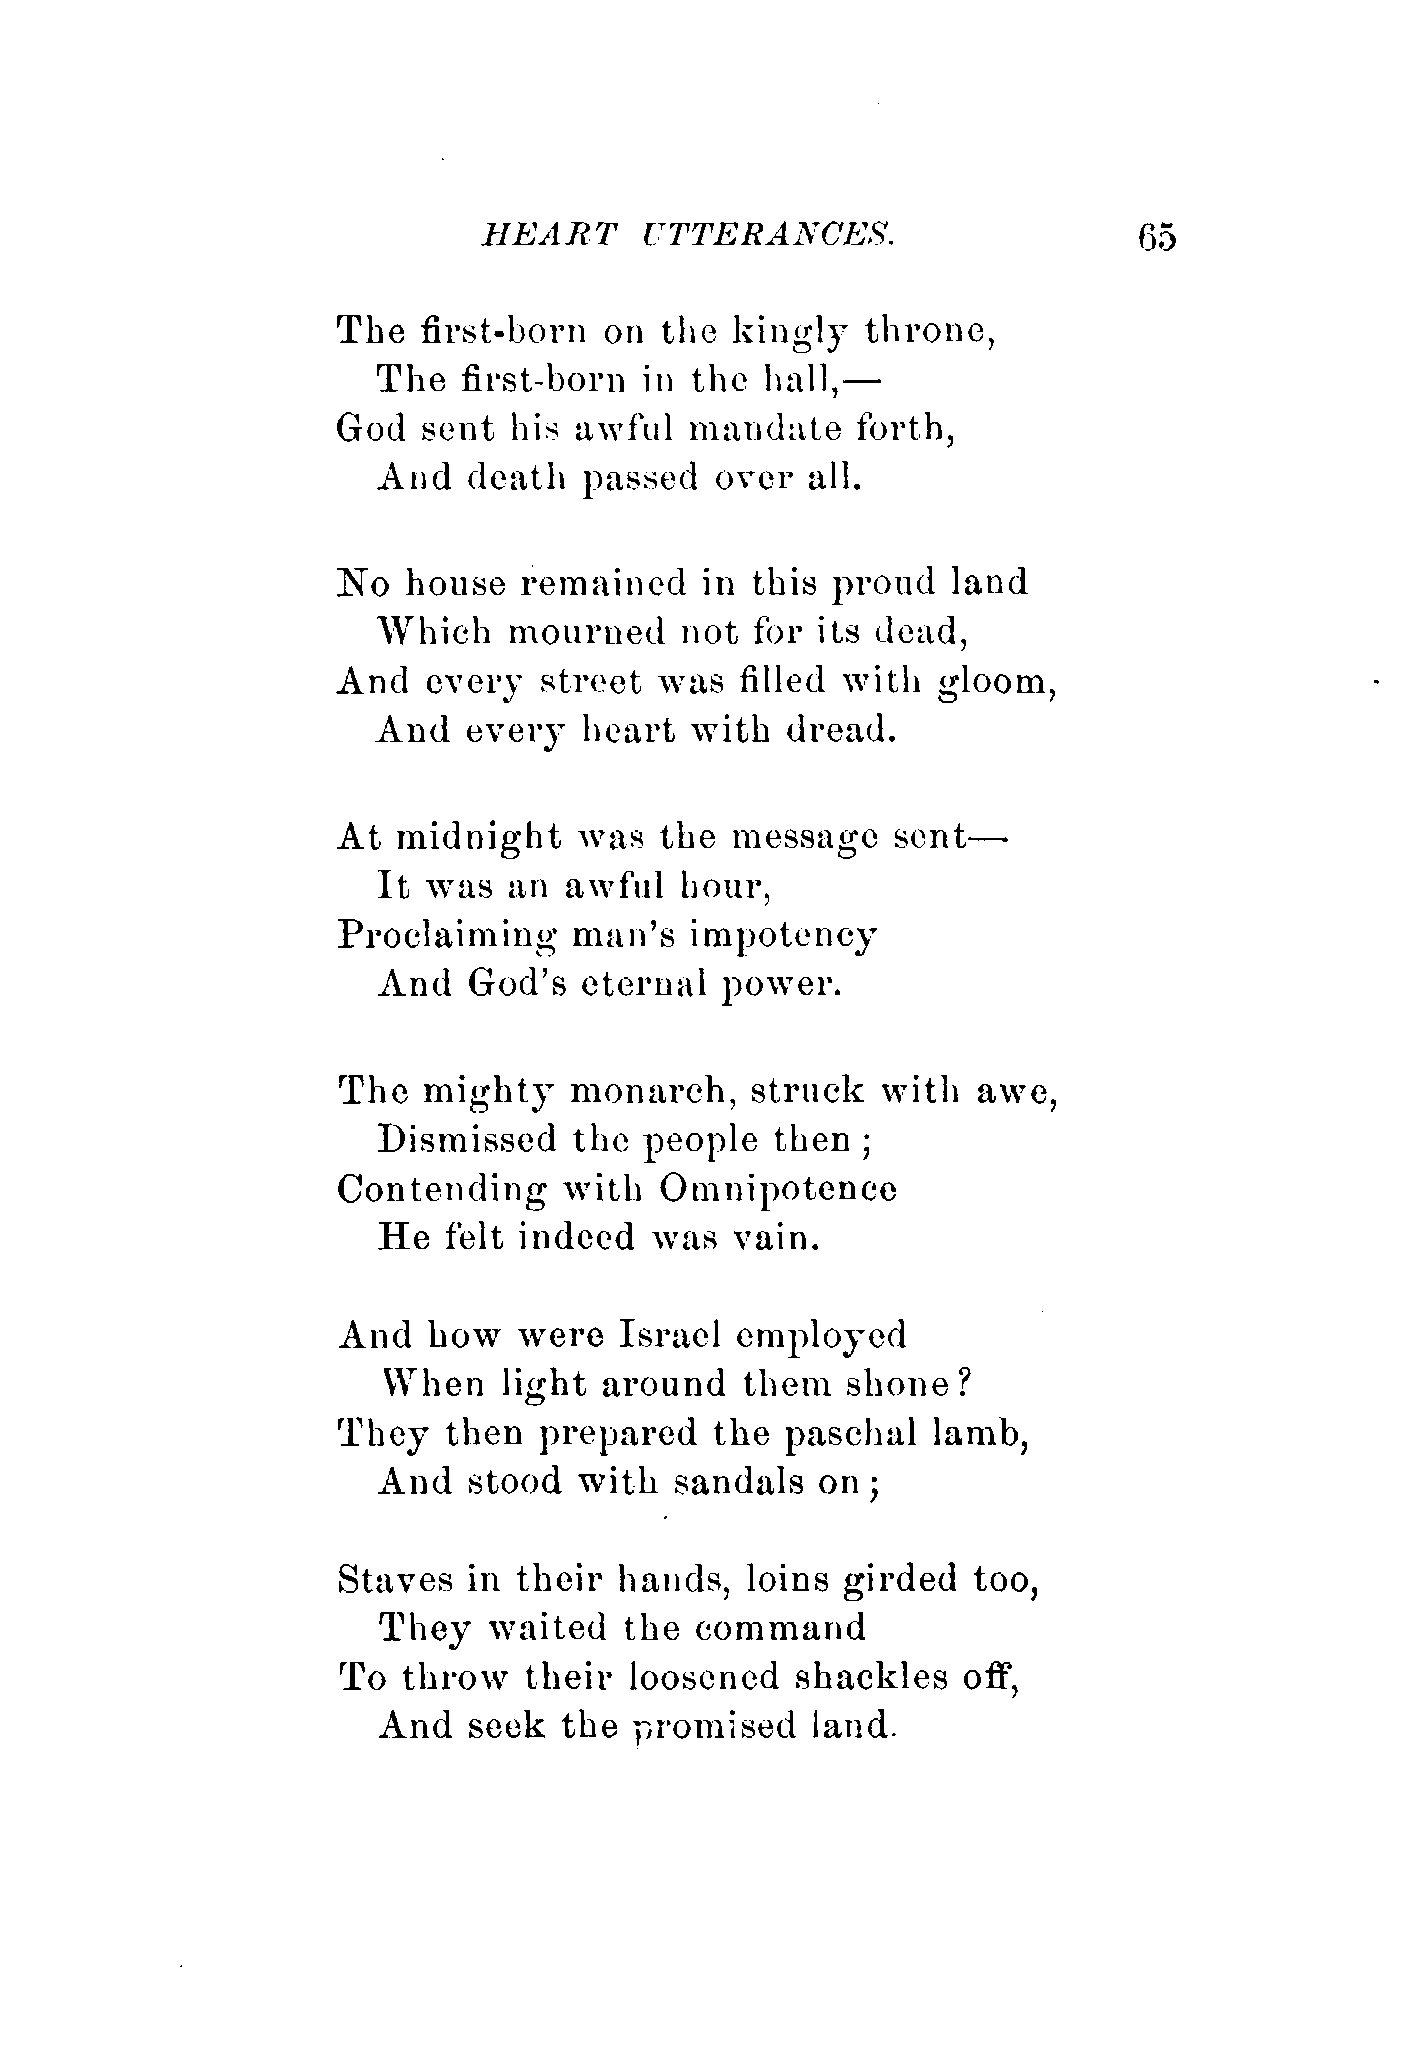 HEART UTTERANCES. 65
The first-born on the kingly throne,
The first-born in the hall,—
God sent his awful mandate forth,
And death passed over all.
No house remained in this proud land
Which mourned not for its dead,
And every street was filled with gloom,
And every heart with dread.
At midnight was the message sent—
It was an awful hour,
Proclaiming man's impotency
And God's eternal power.
The mighty monarch, struck with awe,
Dismissed the people then ;
Contending with Omnipotence
He felt indeed was vain.
And how were Israel employed
When light around them shone ?
They then prepared the paschal lamb,
And stood with sandals on ;
Staves in their hands, loins girded too,
They waited the command
To throw their loosened shackles off,
And seek the promised land.